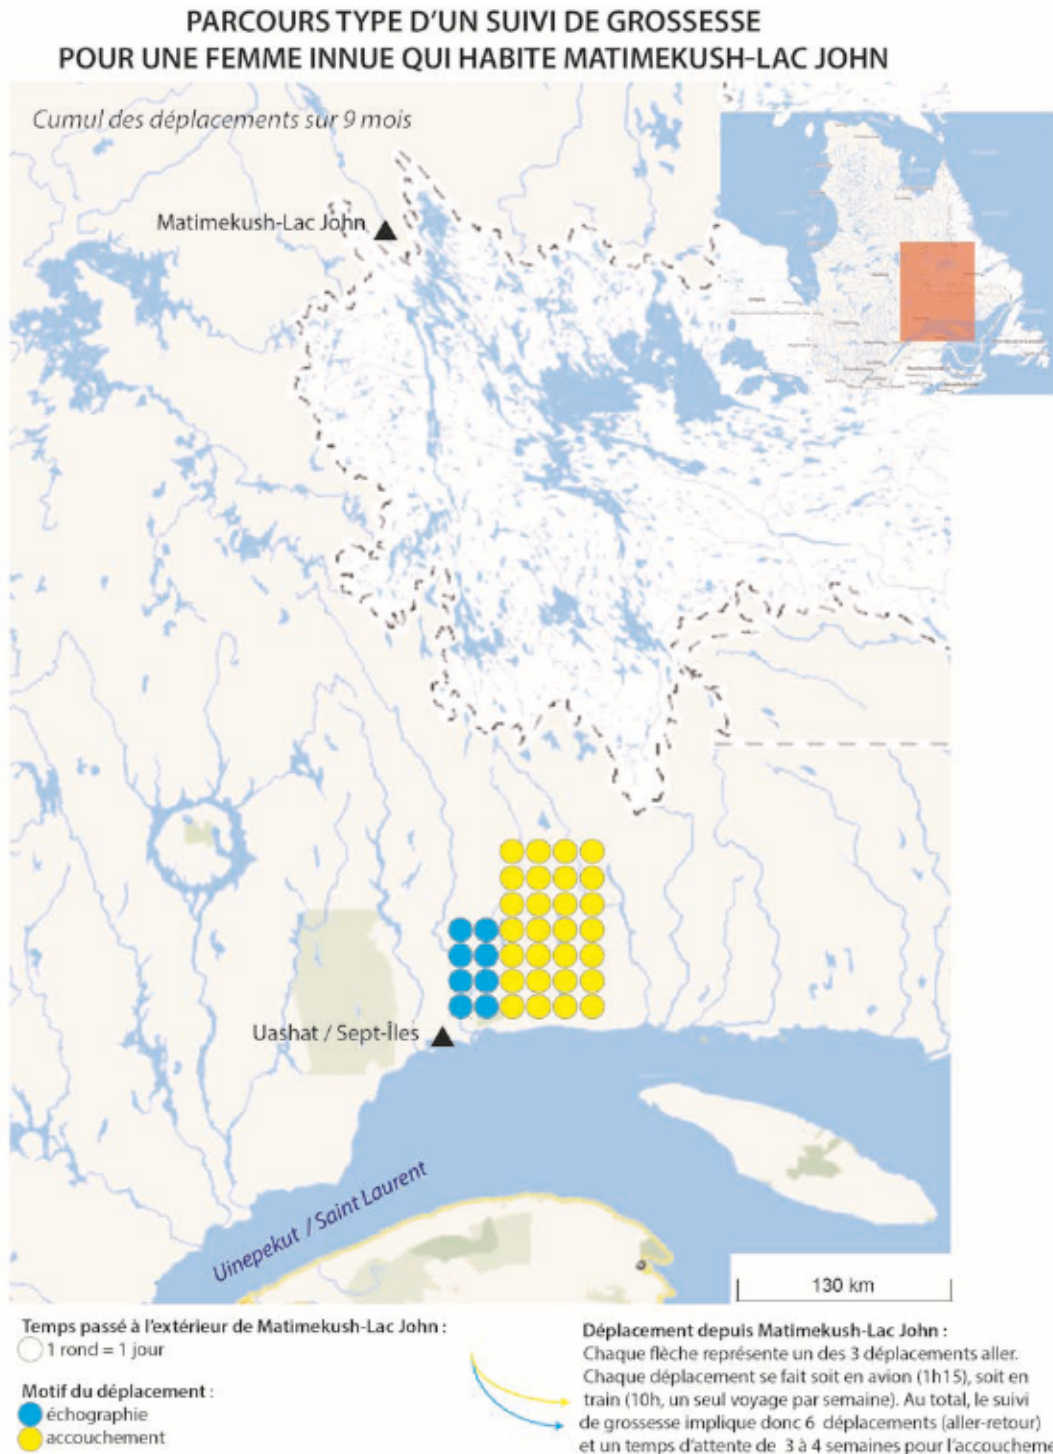 PARCOURS TYPE D'UN SUIVI DE GROSSESSE
POUR UNE FEMME INNUE QUI HABITE MATIMEKUSH-LAC JOHN
Cumul des déplacements sur 9 mois
Matimekush-Lac John
Uashat / Sept-Îles
Uinepekut / Saint Laurent
130 km
Temps passé à l'extérieur de Matimekush-Lac John :
1 rond = 1 jour
Motif du déplacement :
échographie
accouchement
Déplacement depuis Matimekush-Lac John :
Chaque flèche représente un des 3 déplacements aller.
Chaque déplacement se fait soit en avion (1h15), soit en
train (10h, un seul voyage par semaine). Au total, le suivi
de grossesse implique donc 6 déplacements (aller-retour)
et un temps d'attente de 3 à 4 semaines pour l'accoucheme